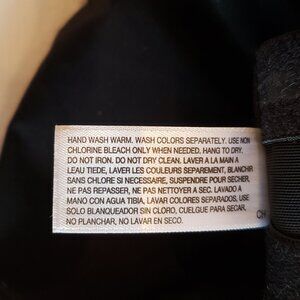 HAND WASH WARM. WASH COLORS SEPARATELY. USE NON
CHLORINE BLEACH ONLY WHEN NEEDED. HANG TO DRY.
DO NOT IRON. DO NOT DRY CLEAN. LAVER A LA MAIN A
LEAU TIEDE, LAVER LES COULEURS SEPAREMENT, BLANCHIR
SANS CHLORE SI NECESSAIRE, SUSPENDRE POUR SECHER,
NE PAS REPASSER, NE PAS NETTOYER A SEC. LAVADO A
MANO CON AGUA TIBIA, LAVAR COLORES SEPARADOS, USE
SOLO BLANQUEADOR SIN CLORO, CUELGUE PARA SECAR,
NO PLANCHAR, NO LAVAR EN SECO.